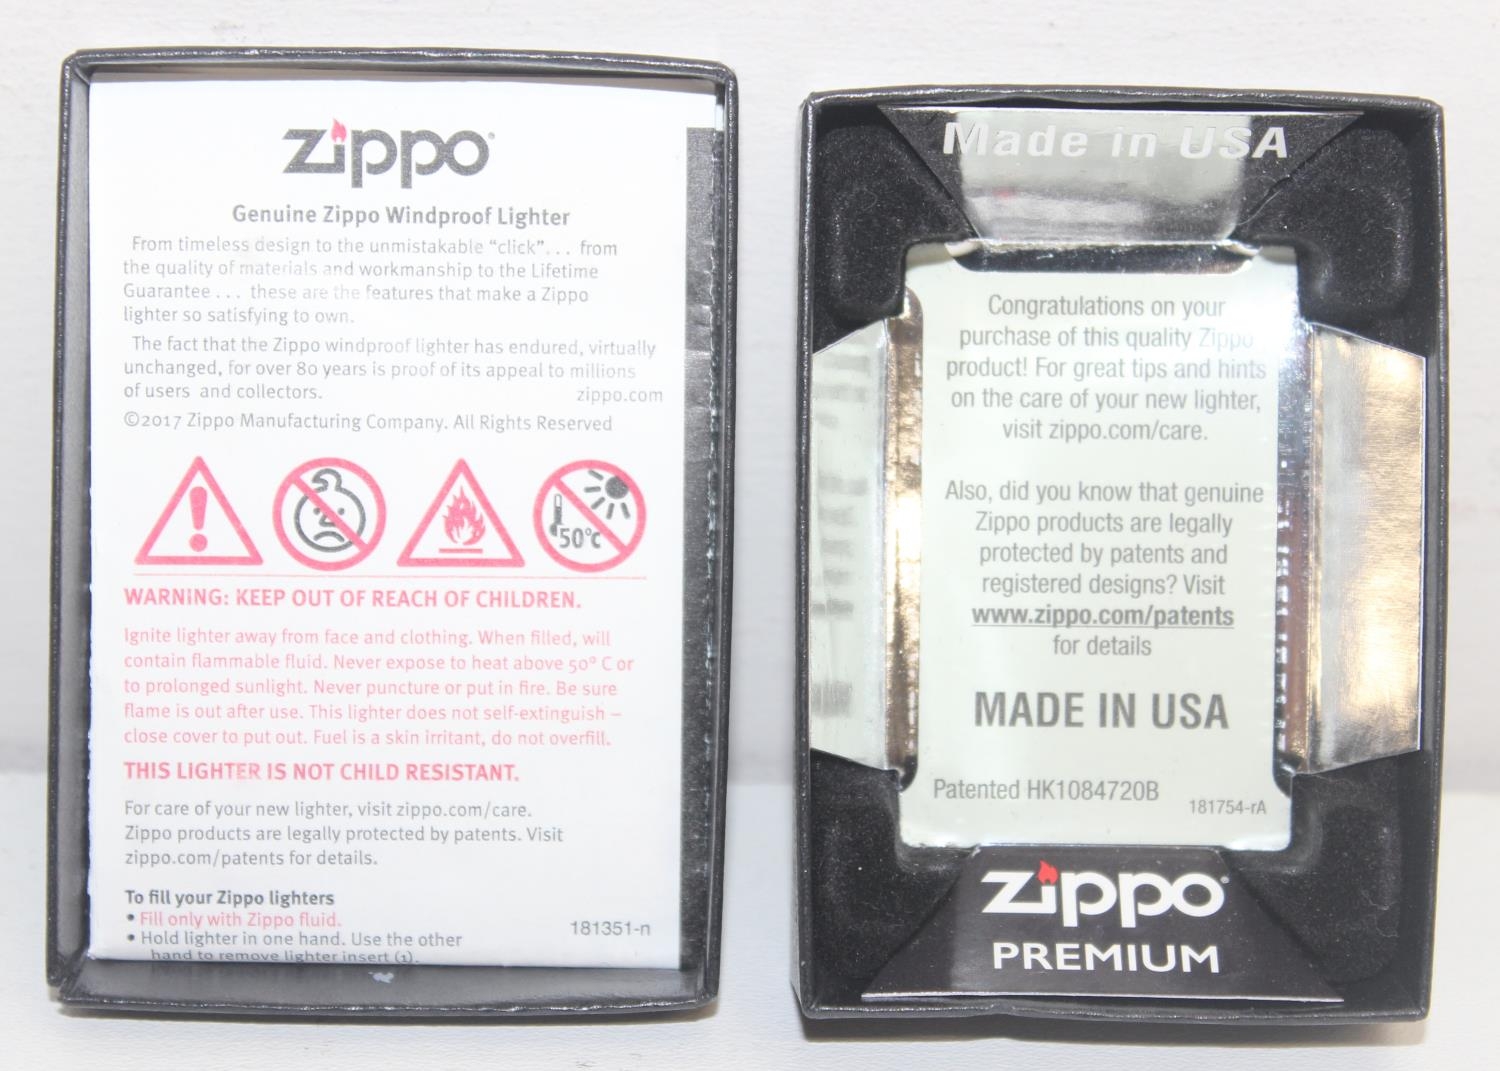 Zippo
Genuine Zippo Windproof Lighter
From timeless design to the unmistakable “click”... from
the quality of materials and workmanship to the Lifetime
Guarantee ... these are the features that make a Zippo
lighter so satisfying to own.
The fact that the Zippo windproof lighter has endured, virtually
unchanged, for over 80 years is proof of its appeal to millions
of users and collectors. zippo.com
©2017 Zippo Manufacturing Company. All Rights Reserved
50°C
WARNING: KEEP OUT OF REACH OF CHILDREN.
Ignite lighter away from face and clothing. When filled, will
contain flammable fluid. Never expose to heat above 50° C or
to prolonged sunlight. Never puncture or put in fire. Be sure
flame is out after use. This lighter does not self-extinguish –
close cover to put out. Fuel is a skin irritant, do not overfill.
THIS LIGHTER IS NOT CHILD RESISTANT.
For care of your new lighter, visit zippo.com/care.
Zippo products are legally protected by patents. Visit
zippo.com/patents for details.
To fill your Zippo lighters
• Fill only with Zippo fluid.
• Hold lighter in one hand. Use the other
hand to remove lighter insert (1).
181351-n
Made in USA
Congratulations on your
purchase of this quality Zippo
product! For great tips and hints
on the care of your new lighter,
visit zippo.com/care.
Also, did you know that genuine
Zippo products are legally
protected by patents and
registered designs? Visit
www.zippo.com/patents
for details
MADE IN USA
Patented HK1084720B
181754-rA
Zippo
PREMIUM